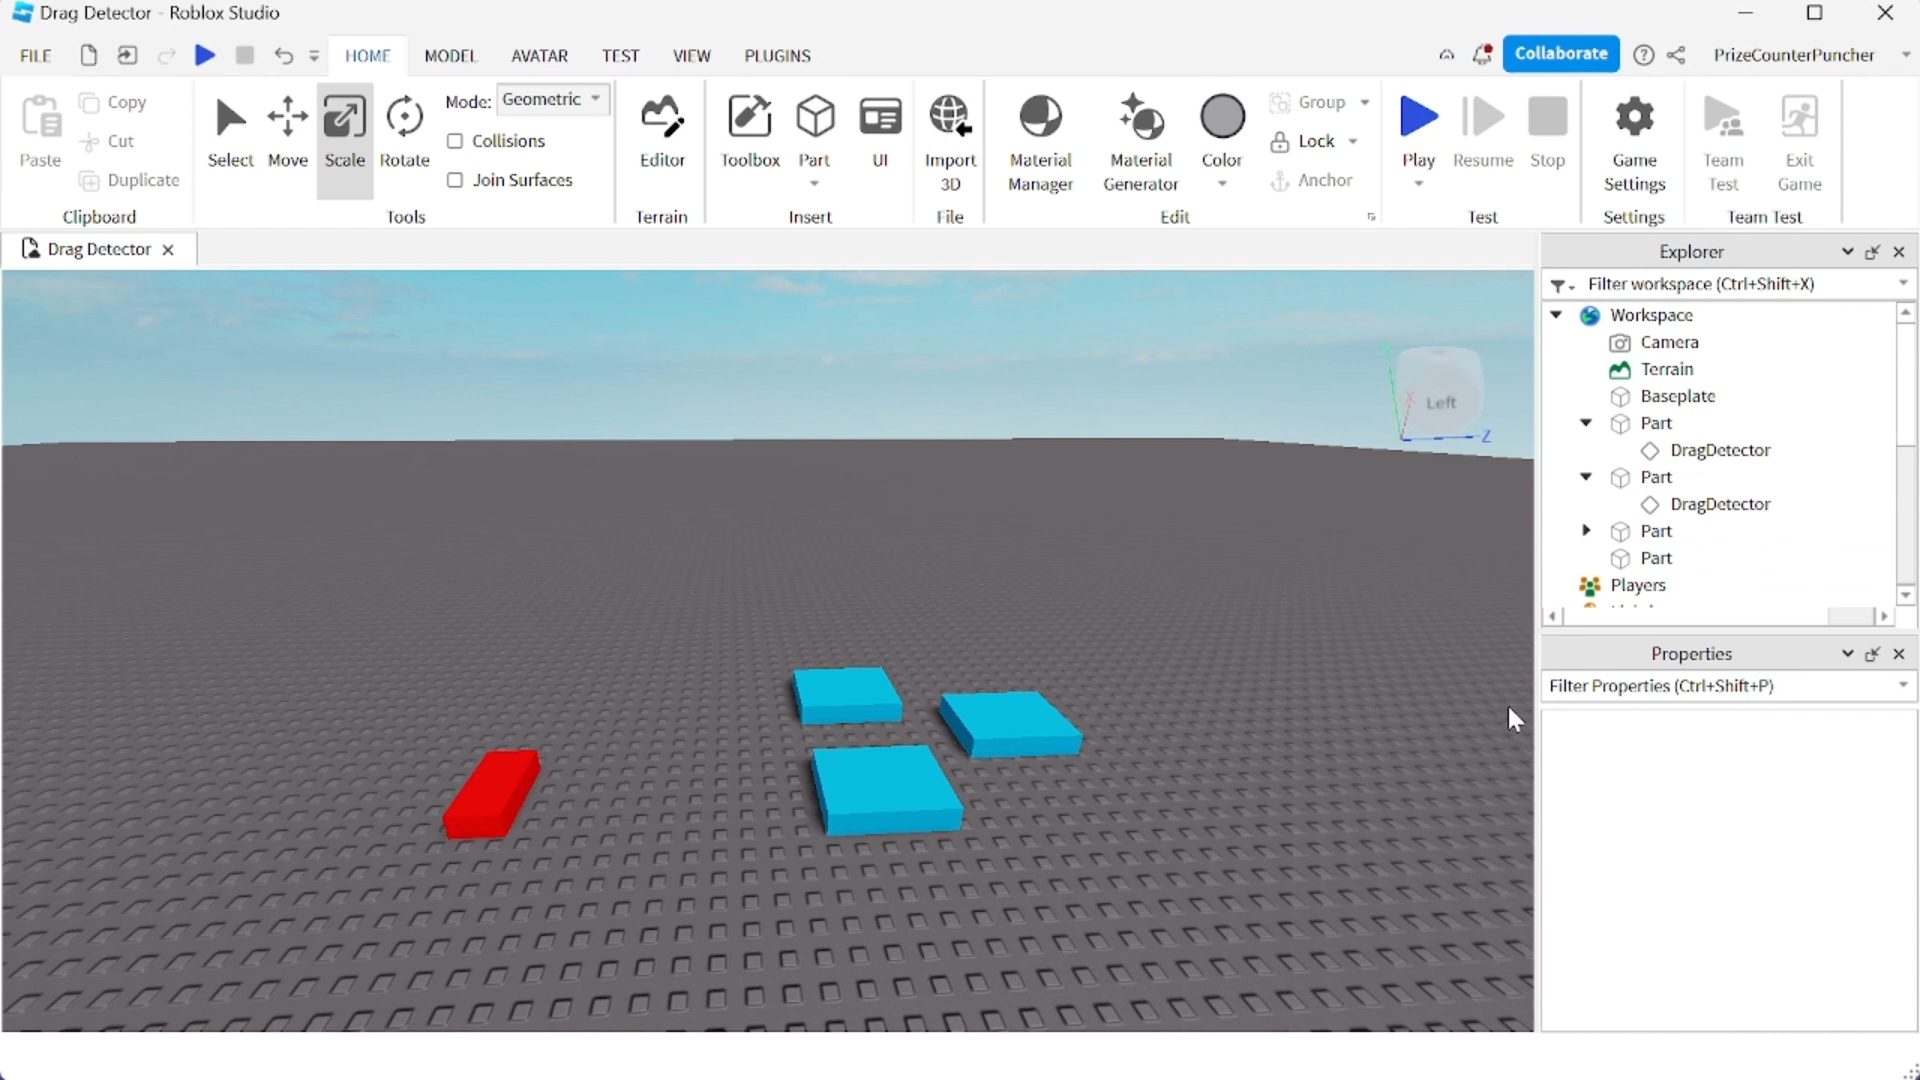 Drag Detector - Roblox Studio
FILE HOME MODEL AVATAR TEST VIEW PLUGINS Collaborate PrizeCounterPuncher
Paste Copy Cut Duplicate
Clipboard
Select Move Scale Rotate
Mode: Geometric
Collisions
Join Surfaces
Tools
Editor
Terrain
Toolbox Part UI
Insert
Import 3D
File
Material Manager Material Generator Color
Group
Lock
Anchor
Edit
Play Resume Stop
Test
Game Settings
Settings
Team Test Exit Game
Team Test
Drag Detector
Left
X
Z
Explorer
Filter workspace (Ctrl+Shift+X)
Workspace
Camera
Terrain
Baseplate
Part
DragDetector
Part
DragDetector
Part
Part
Players
Properties
Filter Properties (Ctrl+Shift+P)